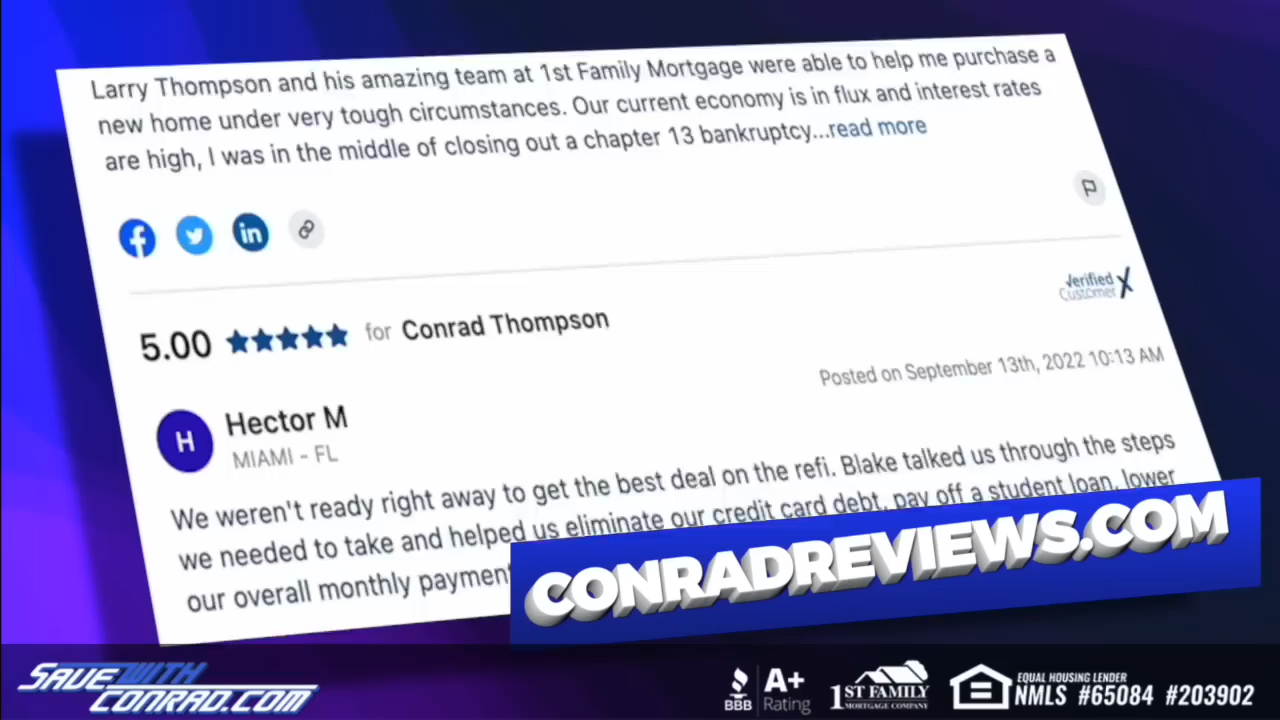 Larry Thompson and his amazing team at 1st Family Mortgage were able to help me purchase a
new home under very tough circumstances. Our current economy is in flux and interest rates
are high, I was in the middle of closing out a chapter 13 bankruptcy...read more
Verified
Customer
5.00 for Conrad Thompson
Posted on September 13th, 2022 10:13 AM
H
Hector M
MIAMI - FL
We weren't ready right away to get the best deal on the refi. Blake talked us through the steps
we needed to take and helped us eliminate our credit card debt, pay off a student loan, lower
our overall monthly payment
CONRADREVIEWS.COM
SAVE WITH
CONRAD.COM
BBB
A+
Rating
1ST FAMILY
MORTGAGE COMPANY
EQUAL HOUSING LENDER
NMLS #65084 #203902